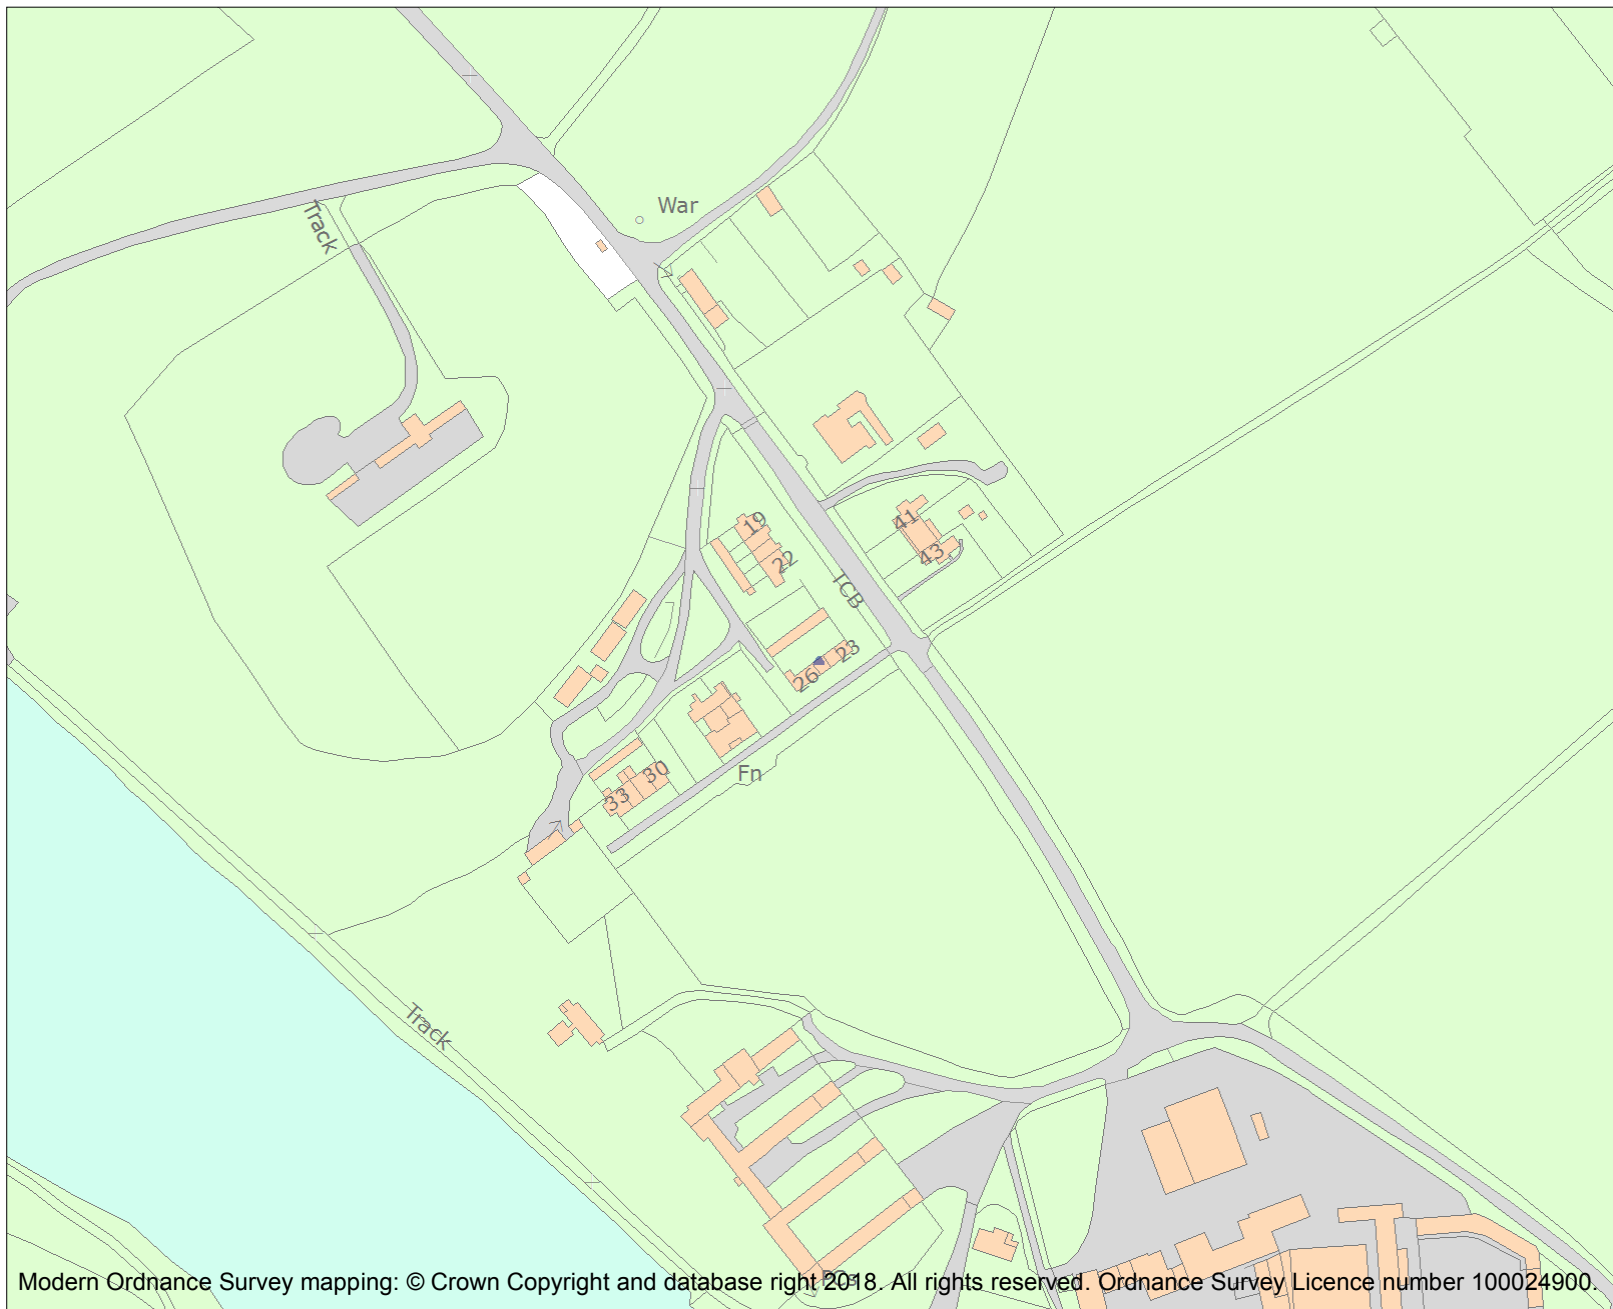 War
Track
19
41
22
43
TCB
23
26
30
Fn
33
Track
Modern Ordnance Survey mapping: © Crown Copyright and database right 2018. All rights reserved. Ordnance Survey Licence number 100024900.